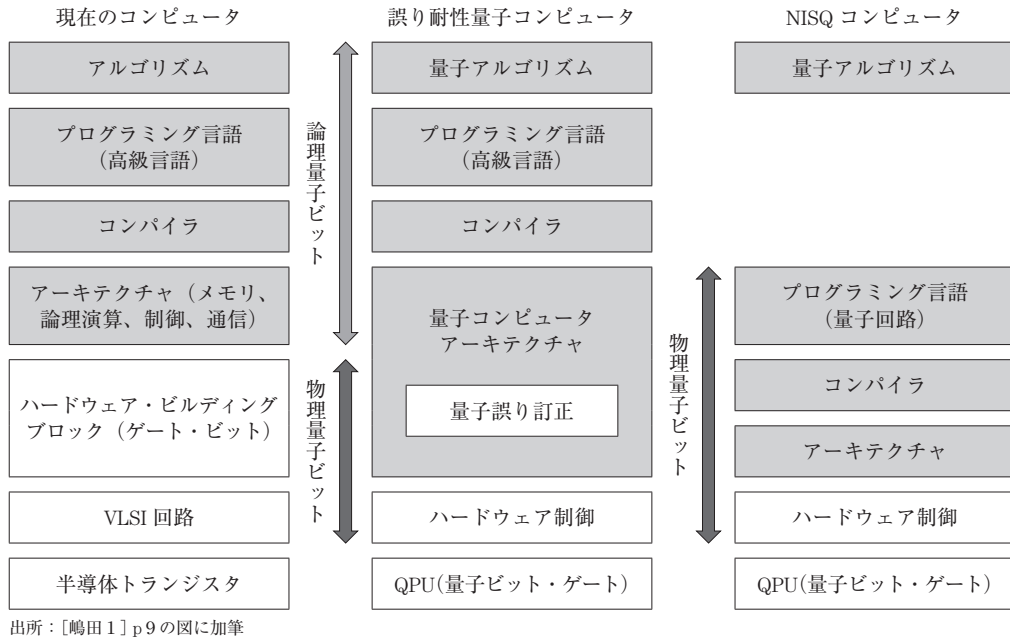 現在のコンピュータ
アルゴリズム
プログラミング言語
(高級言語)
コンパイラ
アーキテクチャ（メモリ、
論理演算、制御、通信）
ハードウェア・ビルディング
ブロック（ゲート・ビット）
VLSI 回路
半導体トランジスタ
誤り耐性量子コンピュータ
論理量子ビット
物理量子ビット
量子アルゴリズム
プログラミング言語
(高級言語)
コンパイラ
量子コンピュータ
アーキテクチャ
量子誤り訂正
ハードウェア制御
QPU(量子ビット・ゲート)
NISQ コンピュータ
物理量子ビット
量子アルゴリズム
プログラミング言語
(量子回路)
コンパイラ
アーキテクチャ
ハードウェア制御
QPU(量子ビット・ゲート)
出所：[嶋田１] p９の図に加筆